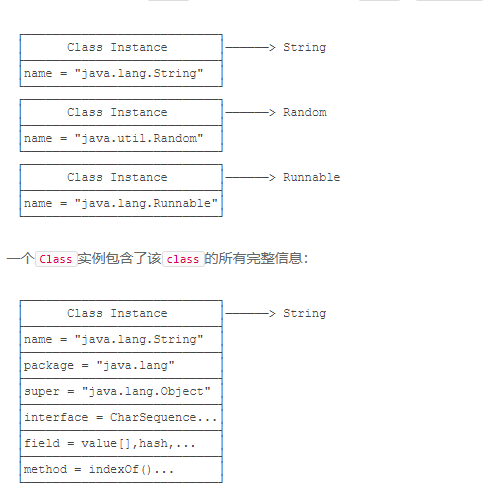 Class Instance ──────> String
name = "java.lang.String"
Class Instance ──────> Random
name = "java.util.Random"
Class Instance ──────> Runnable
name = "java.lang.Runnable"
一个Class实例包含了该class的所有完整信息：
Class Instance ──────> String
name = "java.lang.String"
package = "java.lang"
super = "java.lang.Object"
interface = CharSequence...
field = value[],hash,...
method = indexOf()...